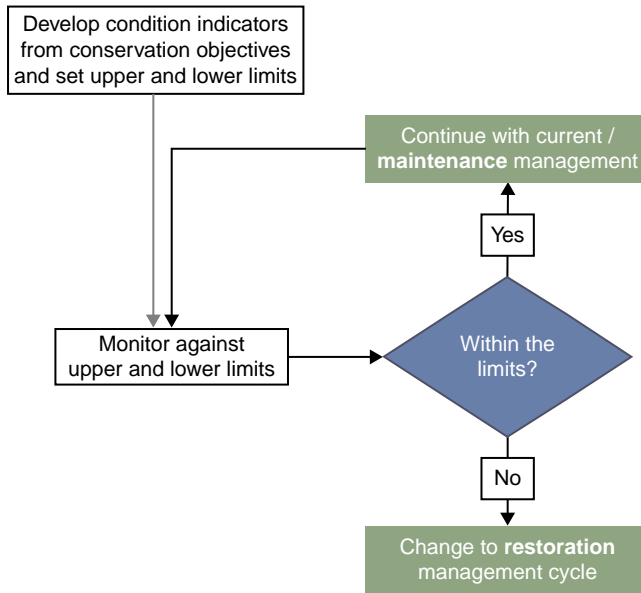 Develop condition indicators
from conservation objectives
and set upper and lower limits
Continue with current /
maintenance management
Yes
Monitor against
upper and lower limits
Within the
limits?
No
Change to restoration
management cycle